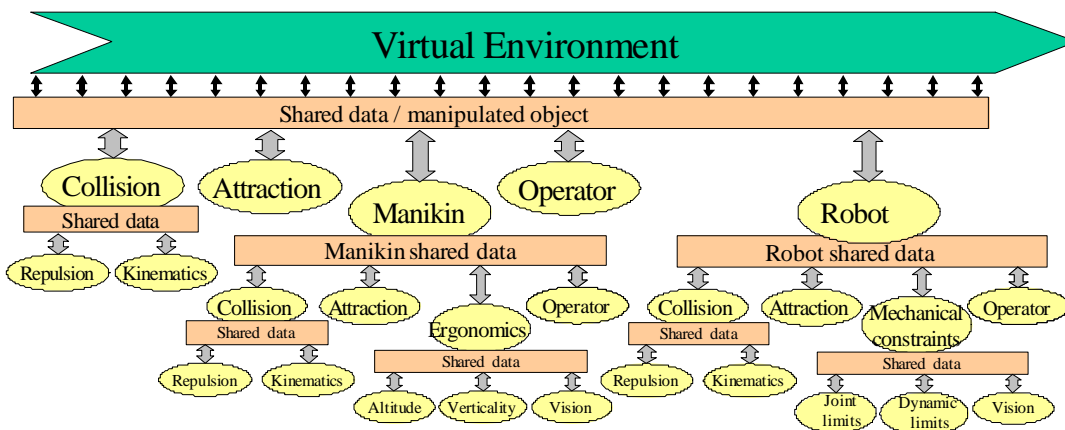 Virtual Environment
Shared data / manipulated object
Collision
Attraction
Manikin
Operator
Robot
Shared data
Repulsion
Kinematics
Manikin shared data
Collision
Attraction
Ergonomics
Operator
Shared data
Repulsion
Kinematics
Shared data
Altitude
Verticality
Vision
Robot shared data
Collision
Attraction
Mechanical
constraints
Operator
Shared data
Repulsion
Kinematics
Shared data
Joint
limits
Dynamic
limits
Vision